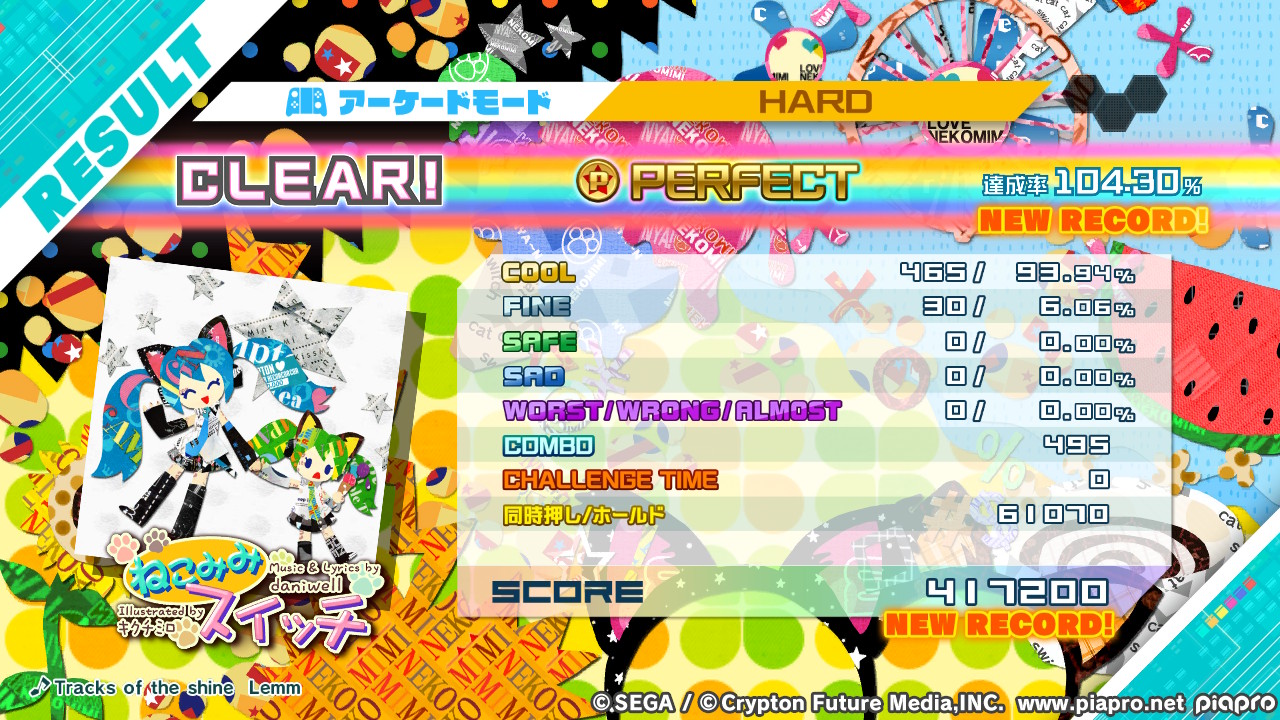 RESULT
アーケードモード
HARD
CLEAR!
PERFECT
達成率 104.30%
NEW RECORD!
COOL 465/ 93.94%
FINE 30/ 6.06%
SAFE 0/ 0.00%
SAD 0/ 0.00%
WORST/WRONG/ALMOST 0/ 0.00%
COMBO 495
CHALLENGE TIME 0
同時押し/ホールド 61070
SCORE 417200
NEW RECORD!
ねこみみ
スイッチ
Music & Lyrics by
daniwell
Illustrated by
キクチミロ
LOVE
NEKOMIMI
♪Tracks of the shine Lemm
©SEGA / ©Crypton Future Media,INC. www.piapro.net piapro